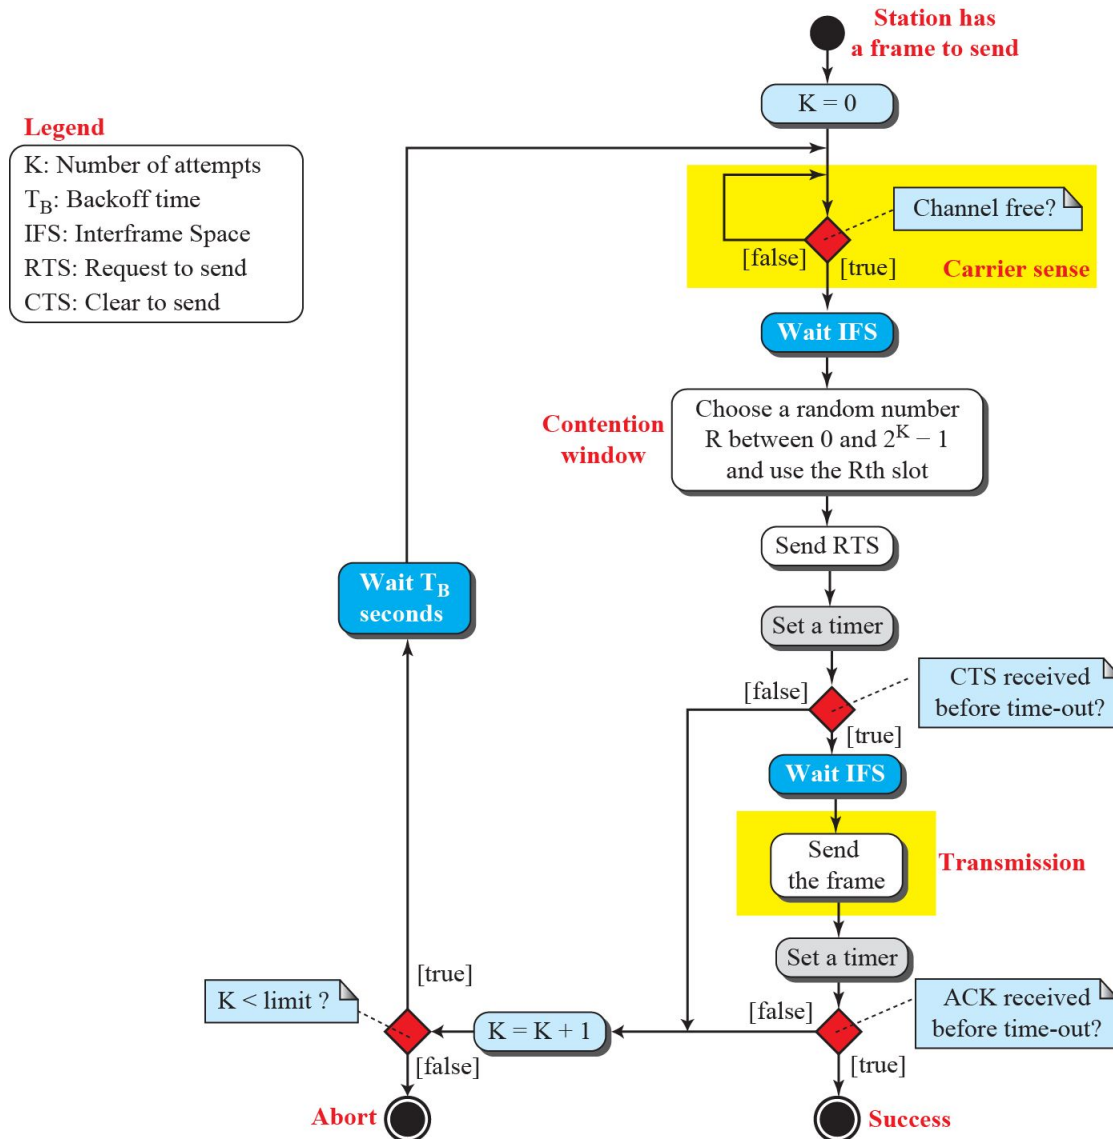 Station has
a frame to send
K = 0
Legend
K: Number of attempts
T_B: Backoff time
IFS: Interframe Space
RTS: Request to send
CTS: Clear to send
Channel free?
[false]
[true]
Carrier sense
Wait IFS
Contention
window
Choose a random number
R between 0 and 2^K − 1
and use the Rth slot
Send RTS
Wait T_B
seconds
Set a timer
CTS received
before time-out?
[false]
[true]
Wait IFS
Send
the frame
Transmission
Set a timer
ACK received
before time-out?
[false]
[true]
K = K + 1
K < limit ?
[true]
[false]
Abort
Success